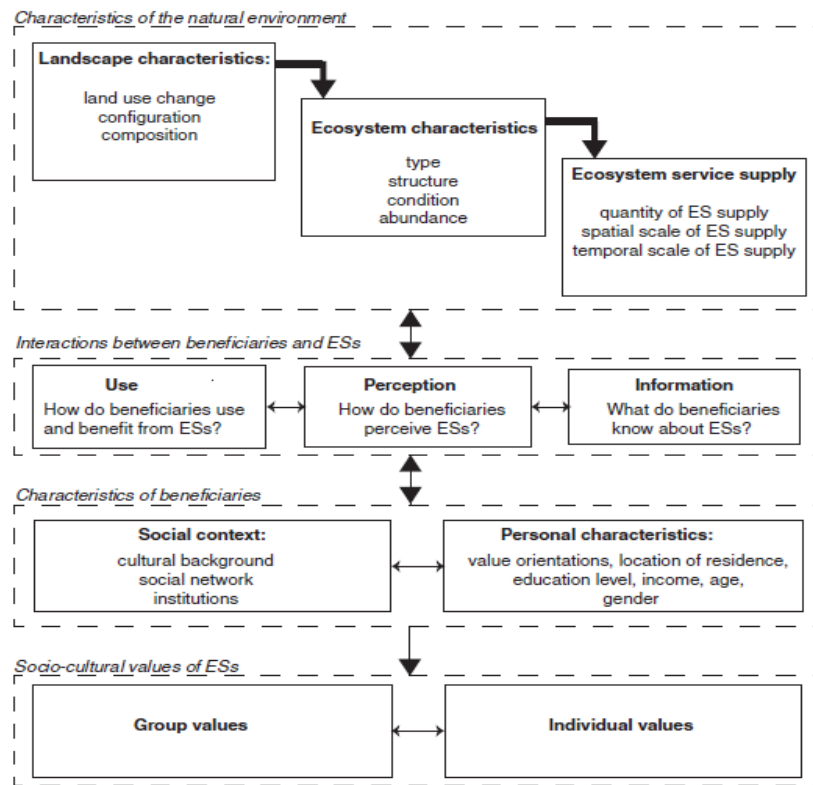 Characteristics of the natural environment
Landscape characteristics:
land use change
configuration
composition
Ecosystem characteristics
type
structure
condition
abundance
Ecosystem service supply
quantity of ES supply
spatial scale of ES supply
temporal scale of ES supply
Interactions between beneficiaries and ESs
Use
How do beneficiaries use
and benefit from ESs?
Perception
How do beneficiaries
perceive ESs?
Information
What do beneficiaries
know about ESs?
Characteristics of beneficiaries
Social context:
cultural background
social network
institutions
Personal characteristics:
value orientations, location of residence,
education level, income, age,
gender
Socio-cultural values of ESs
Group values
Individual values